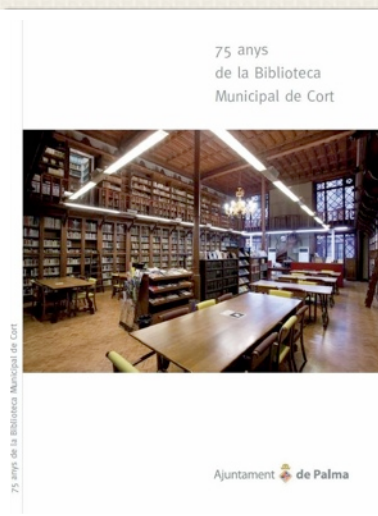 75 anys
de la Biblioteca
Municipal de Cort
75 anys de la Biblioteca Municipal de Cort
Ajuntament de Palma